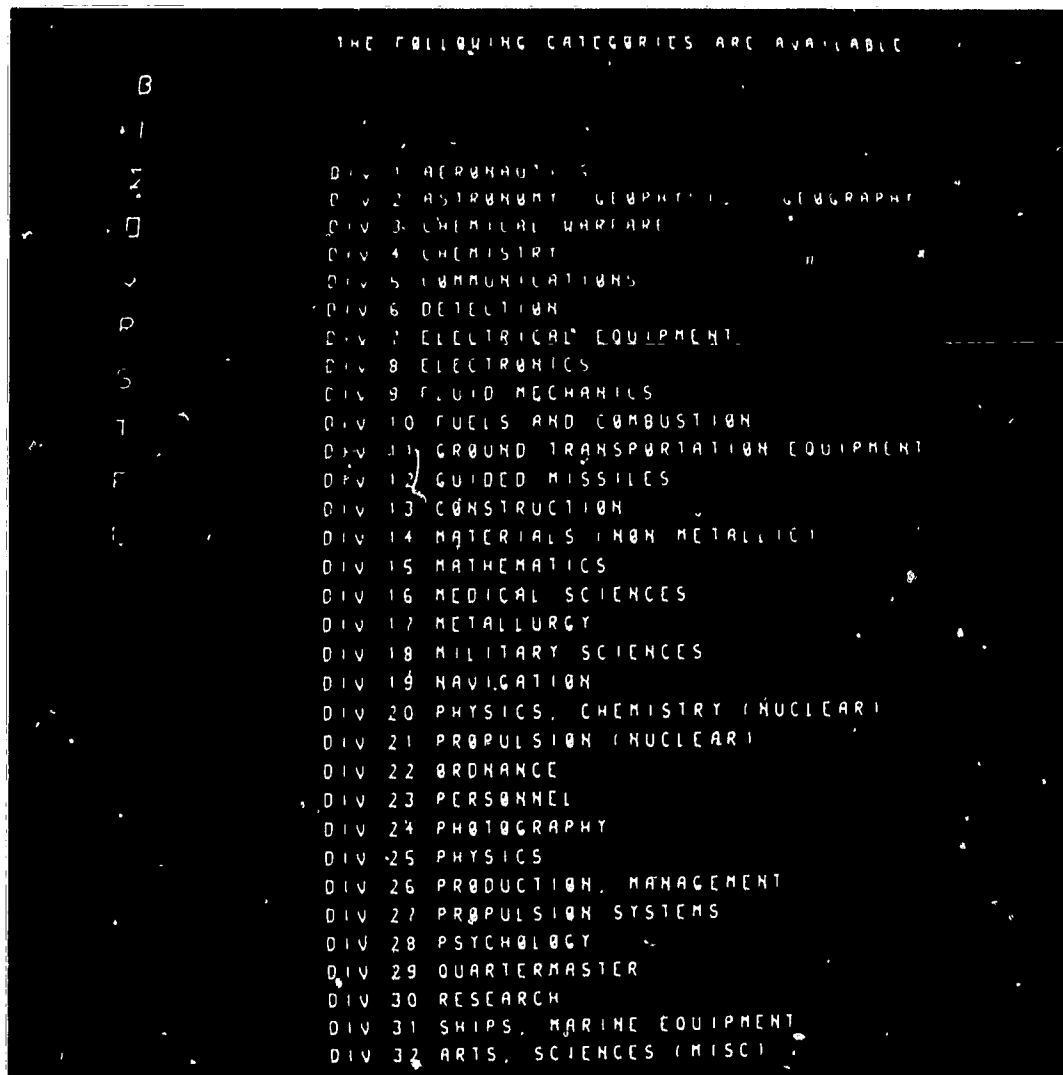 THE FOLLOWING CATEGORIES ARE AVAILABLE
B
I
M
O
V
R
S
T
F
L
DIV 1 AERONAUTICS
DIV 2 ASTRONOMY, GEOPHYSICS, GEOGRAPHY
DIV 3 CHEMICAL WARFARE
DIV 4 CHEMISTRY
DIV 5 COMMUNICATIONS
DIV 6 DETECTION
DIV 7 ELECTRICAL EQUIPMENT
DIV 8 ELECTRONICS
DIV 9 FLUID MECHANICS
DIV 10 FUELS AND COMBUSTION
DIV 11 GROUND TRANSPORTATION EQUIPMENT
DIV 12 GUIDED MISSILES
DIV 13 CONSTRUCTION
DIV 14 MATERIALS (NON METALLIC)
DIV 15 MATHEMATICS
DIV 16 MEDICAL SCIENCES
DIV 17 METALLURGY
DIV 18 MILITARY SCIENCES
DIV 19 NAVIGATION
DIV 20 PHYSICS, CHEMISTRY (NUCLEAR)
DIV 21 PROPULSION (NUCLEAR)
DIV 22 ORDNANCE
DIV 23 PERSONNEL
DIV 24 PHOTOGRAPHY
DIV 25 PHYSICS
DIV 26 PRODUCTION, MANAGEMENT
DIV 27 PROPULSION SYSTEMS
DIV 28 PSYCHOLOGY
DIV 29 QUARTERMASTER
DIV 30 RESEARCH
DIV 31 SHIPS, MARINE EQUIPMENT
DIV 32 ARTS, SCIENCES (MISC)